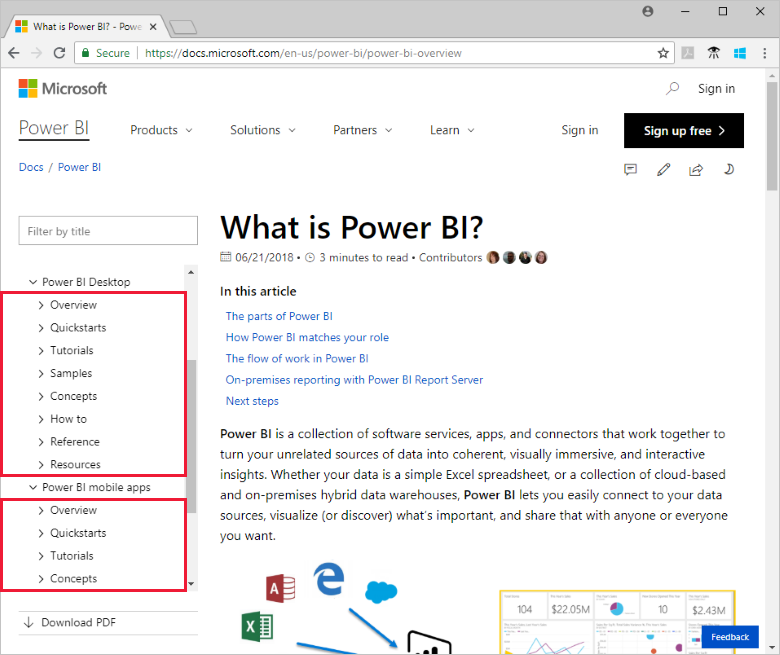 What is Power BI? - Powe
Secure
https://docs.microsoft.com/en-us/power-bi/power-bi-overview
Microsoft
Sign in
Power BI
Products
Solutions
Partners
Learn
Sign in
Sign up free
Docs / Power BI
Filter by title
Power BI Desktop
Overview
Quickstarts
Tutorials
Samples
Concepts
How to
Reference
Resources
Power BI mobile apps
Overview
Quickstarts
Tutorials
Concepts
Download PDF
What is Power BI?
06/21/2018 • 3 minutes to read • Contributors
In this article
The parts of Power BI
How Power BI matches your role
The flow of work in Power BI
On-premises reporting with Power BI Report Server
Next steps
Power BI is a collection of software services, apps, and connectors that work together to
turn your unrelated sources of data into coherent, visually immersive, and interactive
insights. Whether your data is a simple Excel spreadsheet, or a collection of cloud-based
and on-premises hybrid data warehouses, Power BI lets you easily connect to your data
sources, visualize (or discover) what's important, and share that with anyone or everyone
you want.
104
$22.05M
10
$2.43M
Feedback